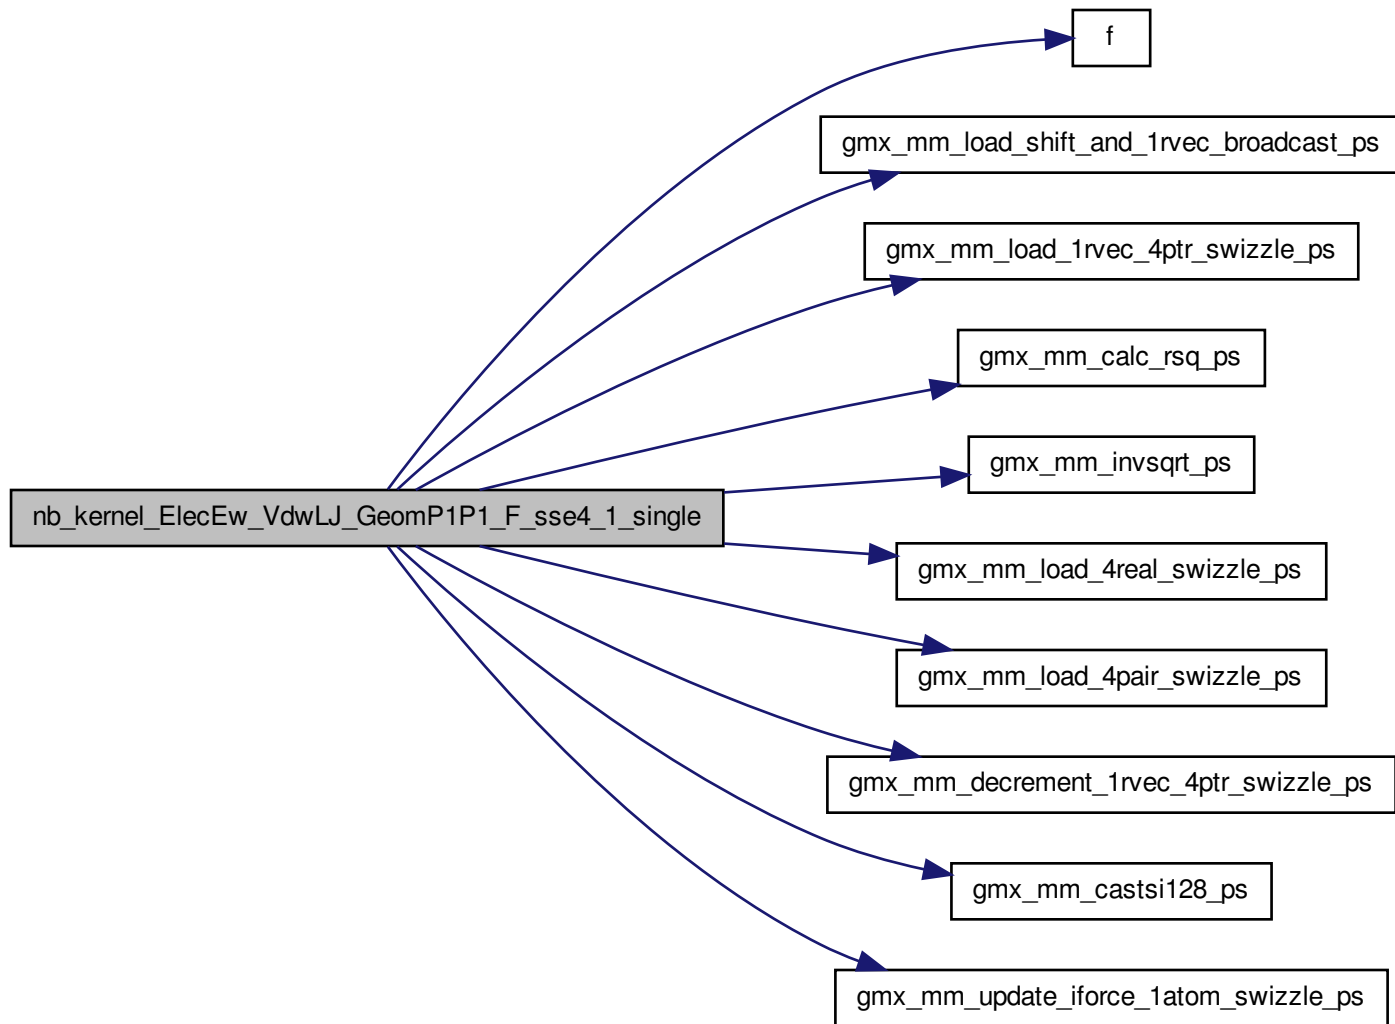 f
gmx_mm_load_shift_and_1rvec_broadcast_ps
gmx_mm_load_1rvec_4ptr_swizzle_ps
gmx_mm_calc_rsq_ps
gmx_mm_invsqrt_ps
nb_kernel_ElecEw_VdwLJ_GeomP1P1_F_sse4_1_single
gmx_mm_load_4real_swizzle_ps
gmx_mm_load_4pair_swizzle_ps
gmx_mm_decrement_1rvec_4ptr_swizzle_ps
gmx_mm_castsi128_ps
gmx_mm_update_iforce_1atom_swizzle_ps